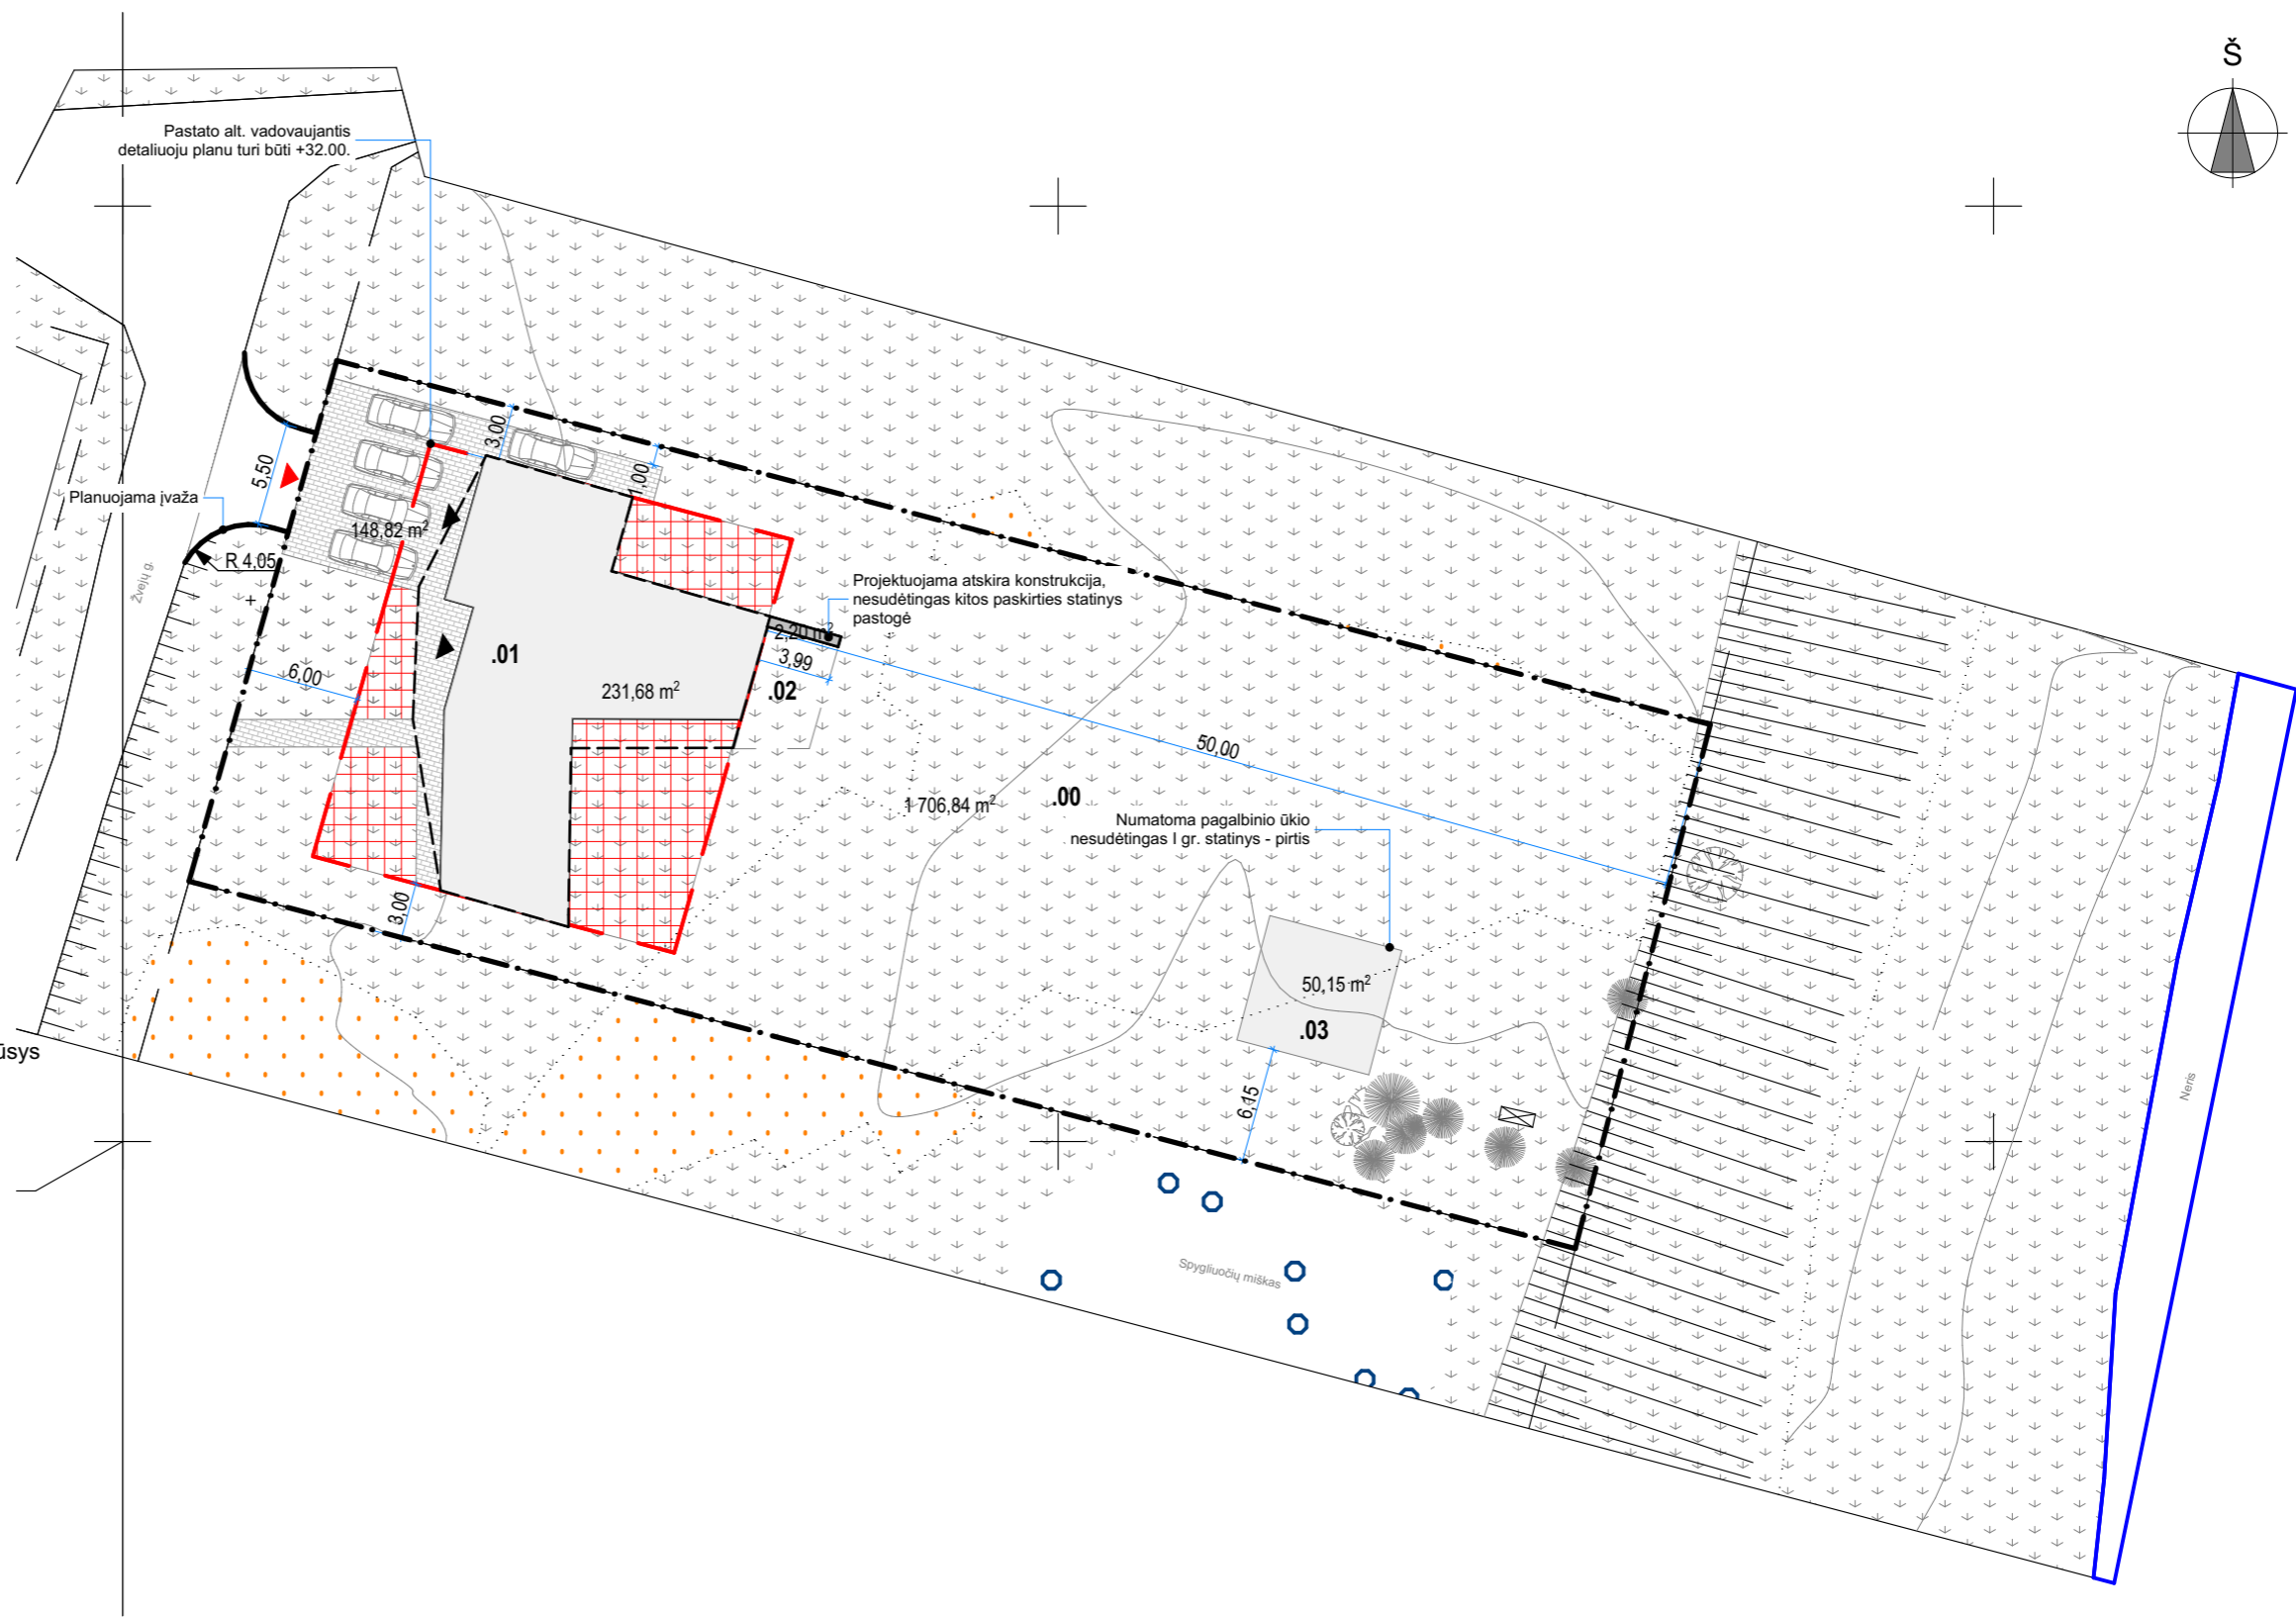 Š
Pastato alt. vadovaujantis
detaliuoju planu turi būti +32.00.
3,00
1,00
5,50
Planuojama įvaža
148,82 m²
R 4,05
Žvejų g.
Projektuojama atskira konstrukcija,
nesudėtingas kitos paskirties statinys
pastogė
2,20 m²
3,99
.01
.02
6,00
231,68 m²
50,00
1 706,84 m²
.00
Numatoma pagalbinio ūkio
nesudėtingas I gr. statinys - pirtis
3,00
50,15 m²
.03
ūsys
6,15
Neris
Spygliuočių miškas